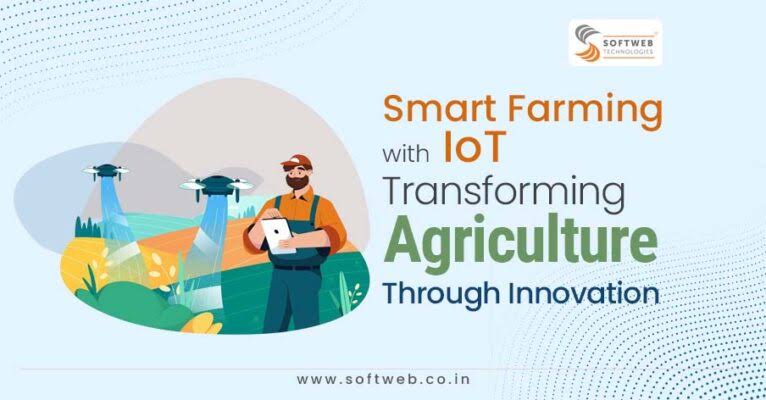 SOFTWEB
TECHNOLOGIES
Smart Farming
with IoT
Transforming
Agriculture
Through Innovation
www.softweb.co.in